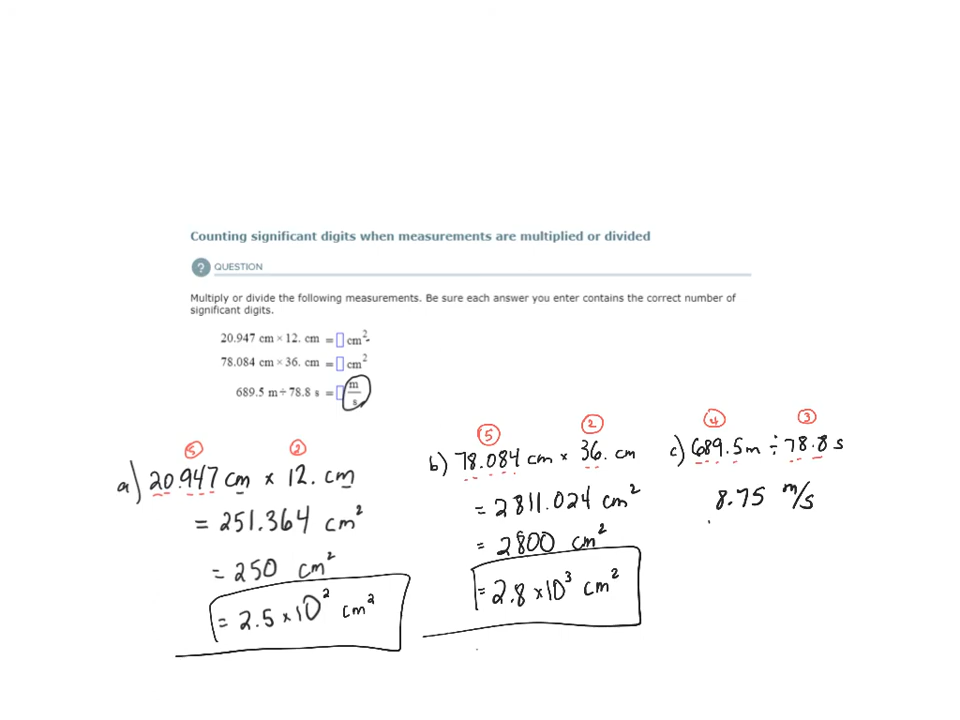 Counting significant digits when measurements are multiplied or divided
? QUESTION
Multiply or divide the following measurements. Be sure each answer you enter contains the correct number of
significant digits.
20.947 cm × 12. cm = cm²
78.084 cm × 36. cm = cm²
689.5 m ÷ 78.8 s = m/s
5 2
a) 20.947 cm × 12. cm
= 251.364 cm²
= 250 cm²
= 2.5 × 10² cm²
5 2
b) 78.084 cm × 36. cm
= 2811.024 cm²
= 2800 cm²
= 2.8 × 10³ cm²
4 3
c) 689.5 m ÷ 78.8 s
8.75 m/s